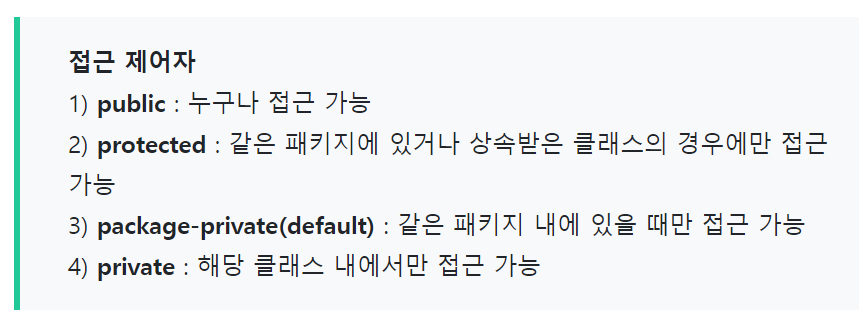 접근 제어자
1) public : 누구나 접근 가능
2) protected : 같은 패키지에 있거나 상속받은 클래스의 경우에만 접근
가능
3) package-private(default) : 같은 패키지 내에 있을 때만 접근 가능
4) private : 해당 클래스 내에서만 접근 가능